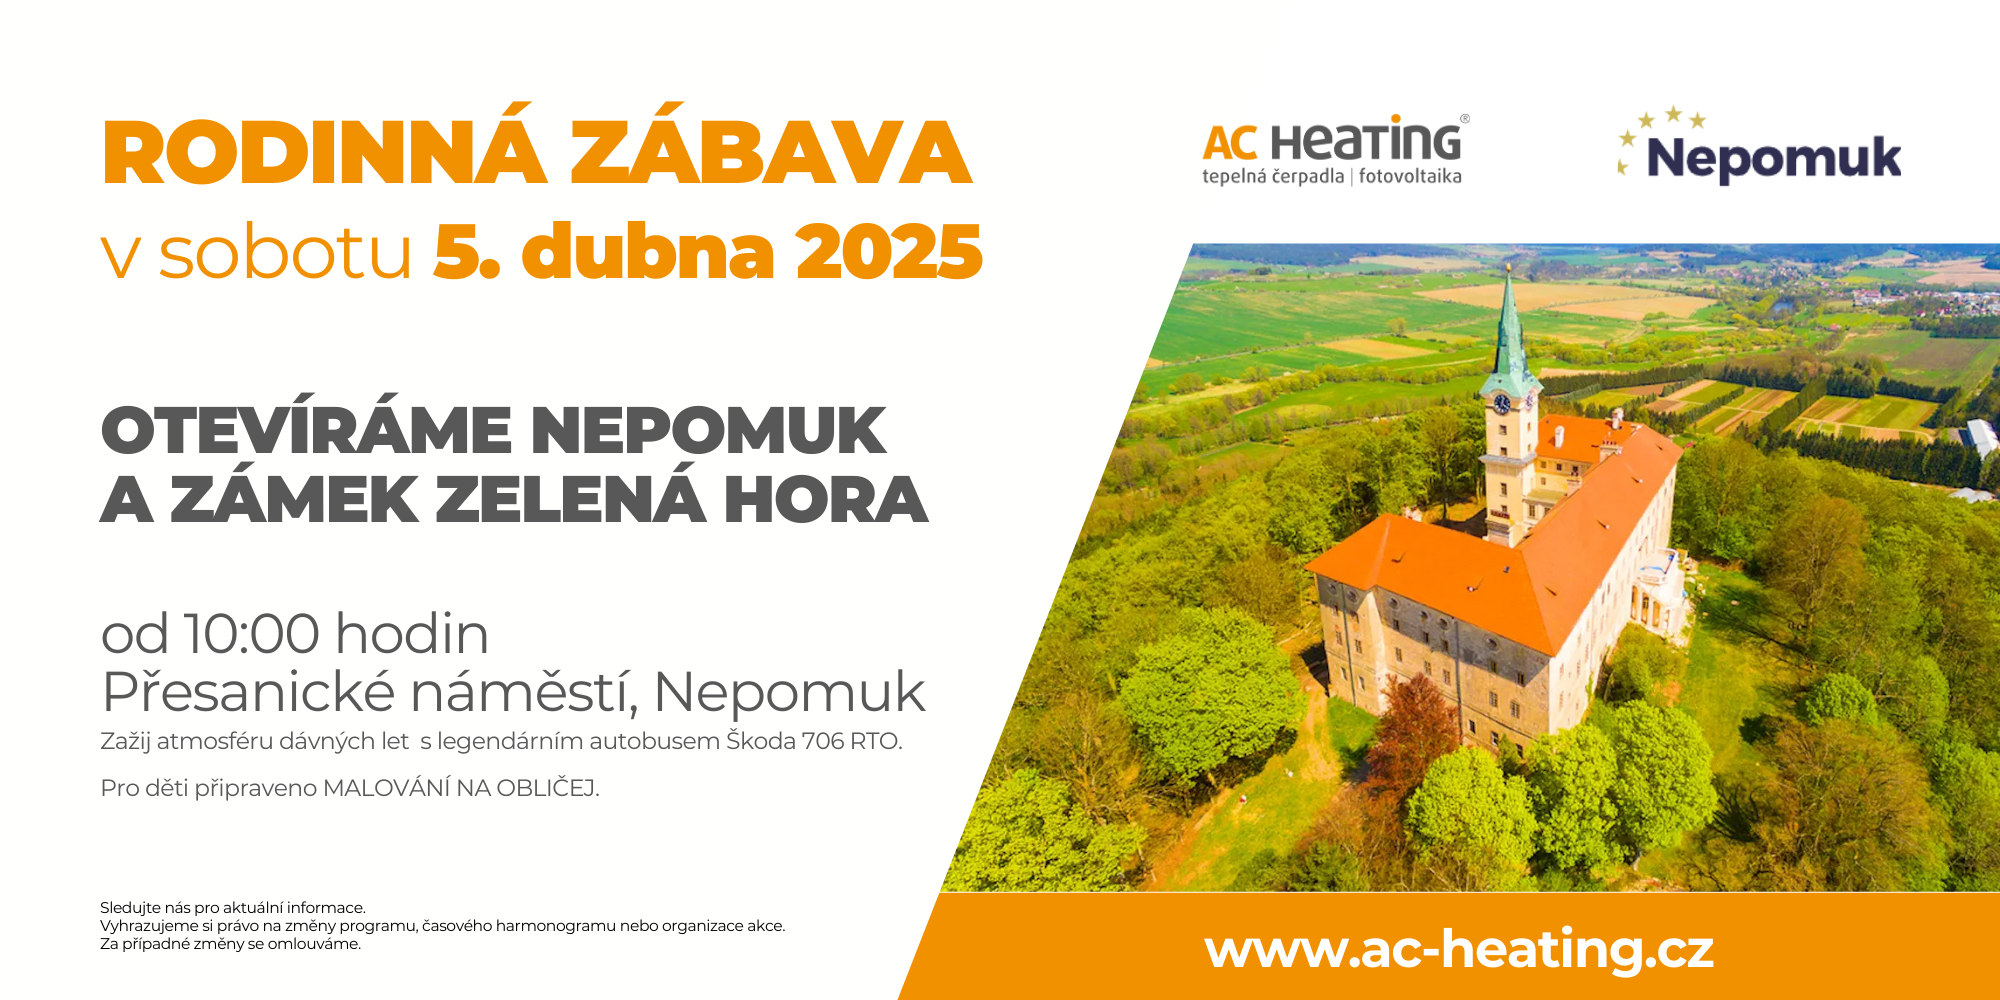 RODINNÁ ZÁBAVA
v sobotu 5. dubna 2025
AC HEATING®
tepelná čerpadla | fotovoltaika
Nepomuk
OTEVÍRÁME NEPOMUK
A ZÁMEK ZELENÁ HORA
od 10:00 hodin
Přesanické náměstí, Nepomuk
Zažij atmosféru dávných let s legendárním autobusem Škoda 706 RTO.
Pro děti připraveno MALOVÁNÍ NA OBLIČEJ.
Sledujte nás pro aktuální informace.
Vyhrazujeme si právo na změny programu, časového harmonogramu nebo organizace akce.
Za případné změny se omlouváme.
www.ac-heating.cz